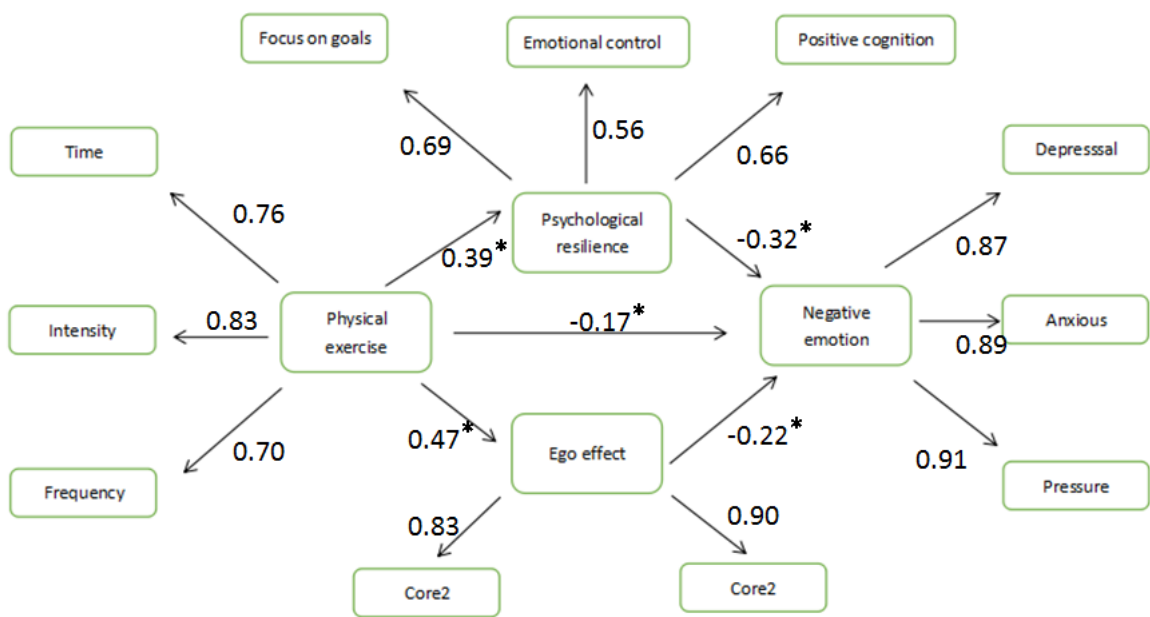 Focus on goals
Emotional control
Positive cognition
0.69
0.56
0.66
Time
Depresssal
0.76
Psychological
resilience
0.39*
-0.32*
0.87
Intensity
0.83
Physical
exercise
-0.17*
Negative
emotion
0.89
Anxious
0.47*
Ego effect
-0.22*
0.70
0.91
Frequency
Pressure
0.83
0.90
Core2
Core2